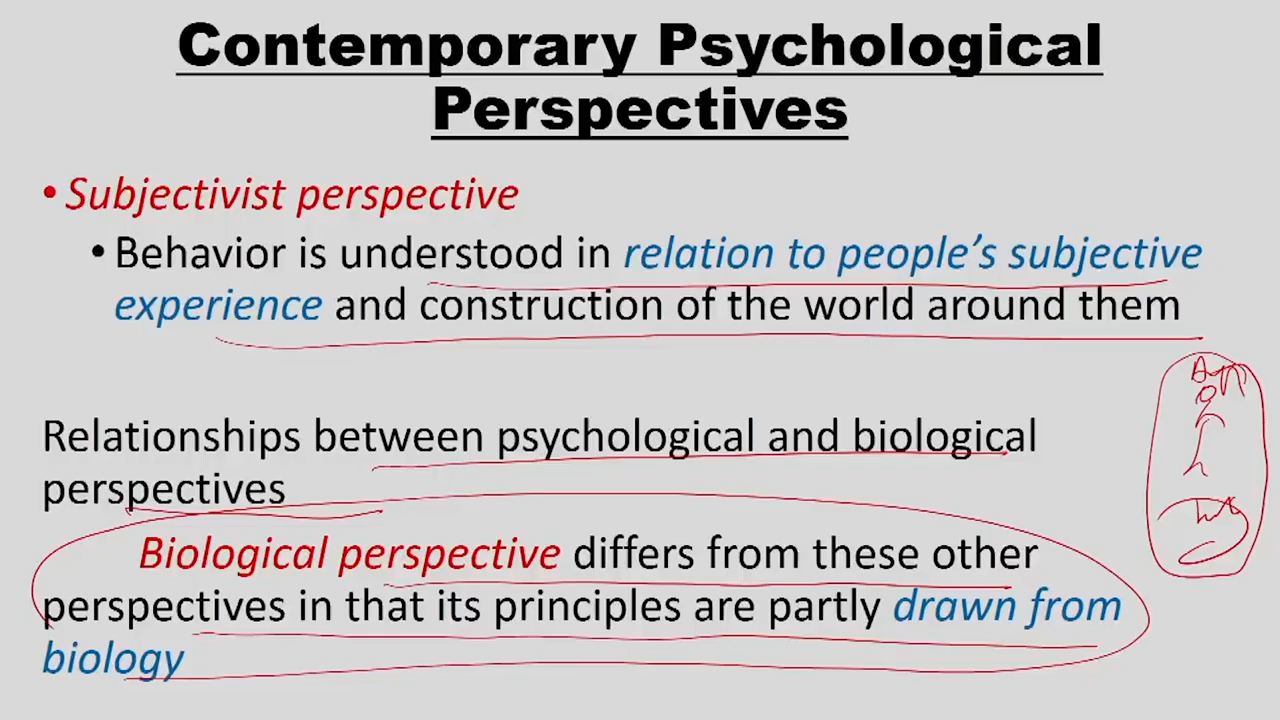 Contemporary Psychological
Perspectives
• Subjectivist perspective
• Behavior is understood in relation to people's subjective
experience and construction of the world around them
Relationships between psychological and biological
perspectives
Biological perspective differs from these other
perspectives in that its principles are partly drawn from
biology